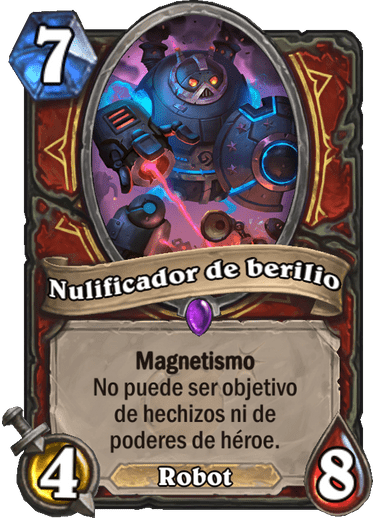 7
Nulificador de berilio
Magnetismo
No puede ser objetivo
de hechizos ni de
poderes de héroe.
4
Robot
8